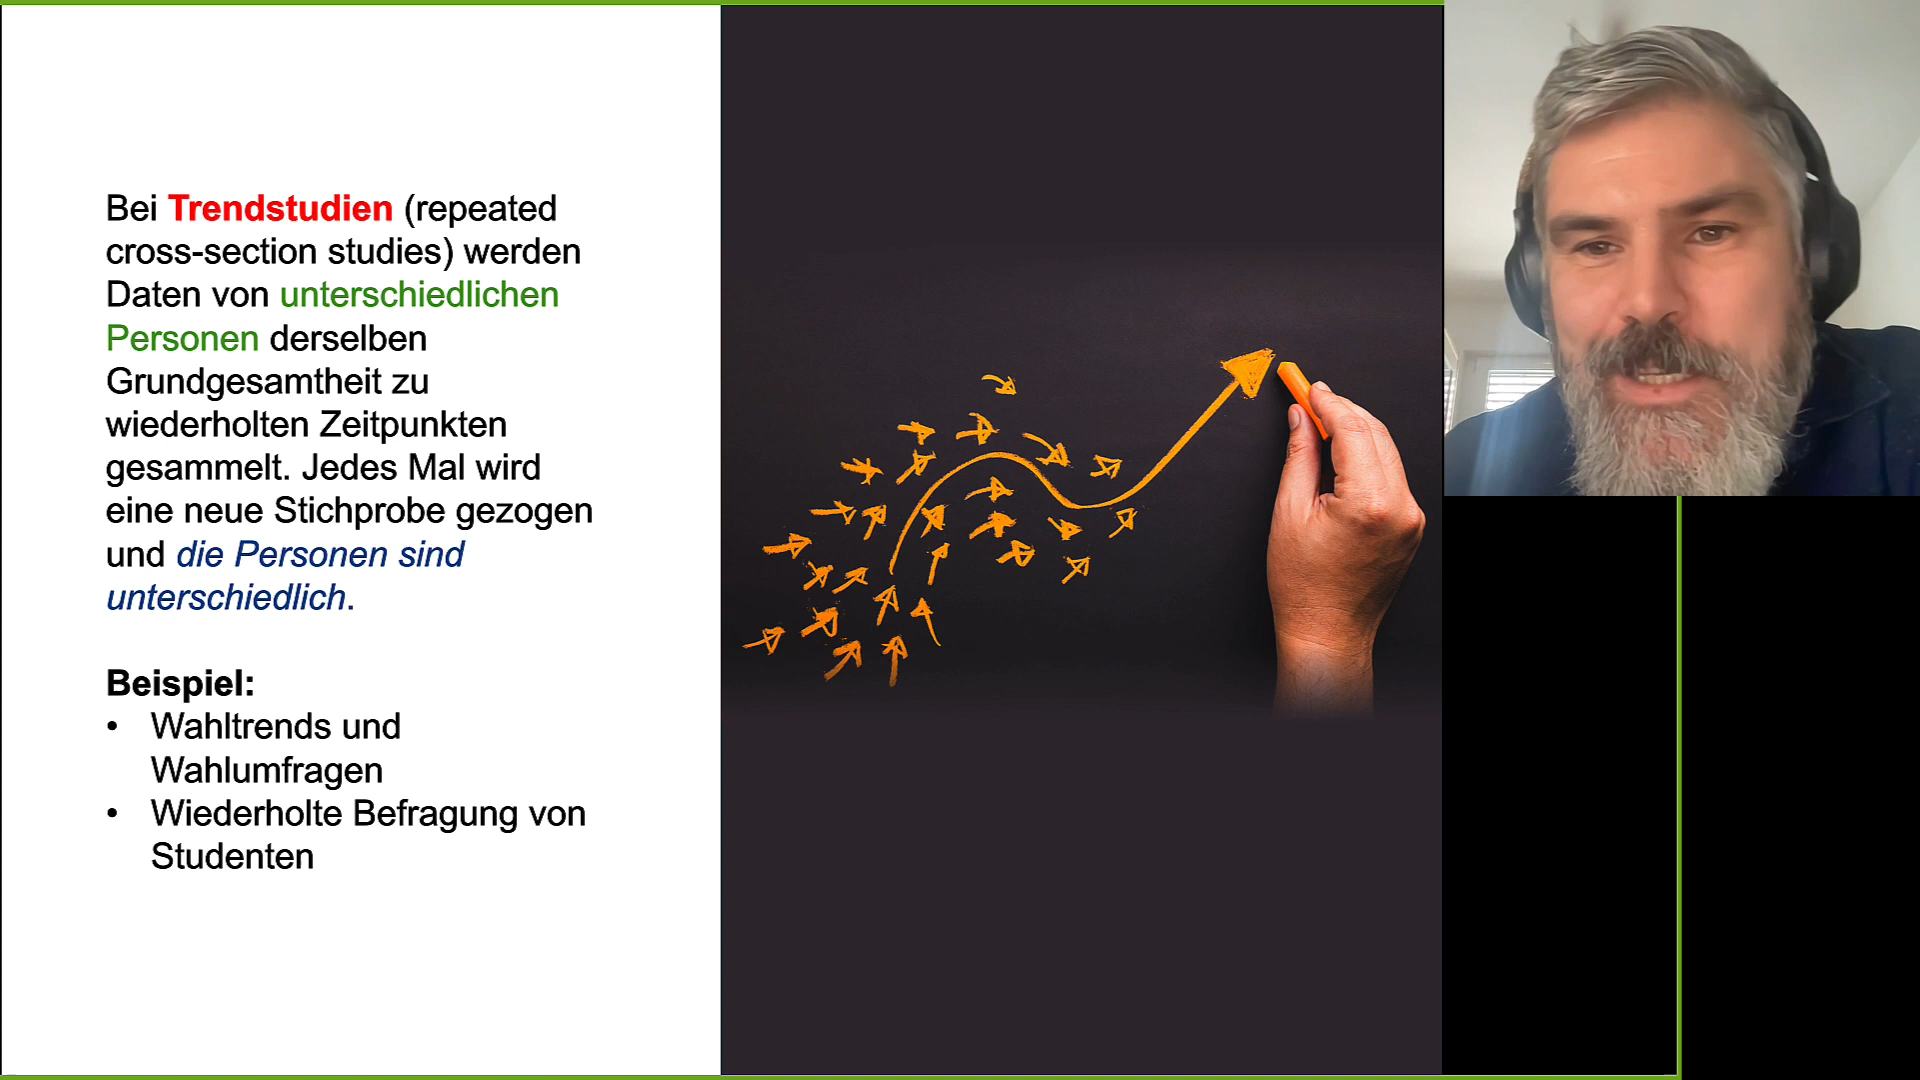 Bei Trendstudien (repeated
cross-section studies) werden
Daten von unterschiedlichen
Personen derselben
Grundgesamtheit zu
wiederholten Zeitpunkten
gesammelt. Jedes Mal wird
eine neue Stichprobe gezogen
und die Personen sind
unterschiedlich.
Beispiel:
• Wahltrends und
Wahlumfragen
• Wiederholte Befragung von
Studenten